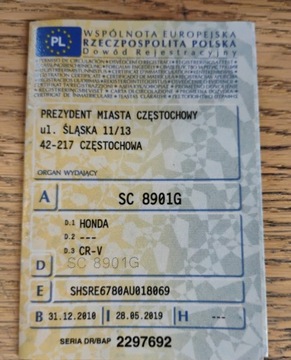 PL
WSPÓLNOTA EUROPEJSKA
RZECZPOSPOLITA POLSKA
Dowód Rejestracyjny
PREZYDENT MIASTA CZĘSTOCHOWY
ul. ŚLĄSKA 11/13
42-217 CZĘSTOCHOWA
ORGAN WYDAJĄCY
A SC 8901G
D.1 HONDA
D.2 ---
D.3 CR-V
D SC 8901G
E SHSRE6780AU018069
B 31.12.2010 I 28.05.2019 H ---
SERIA DR/BAP 2297692